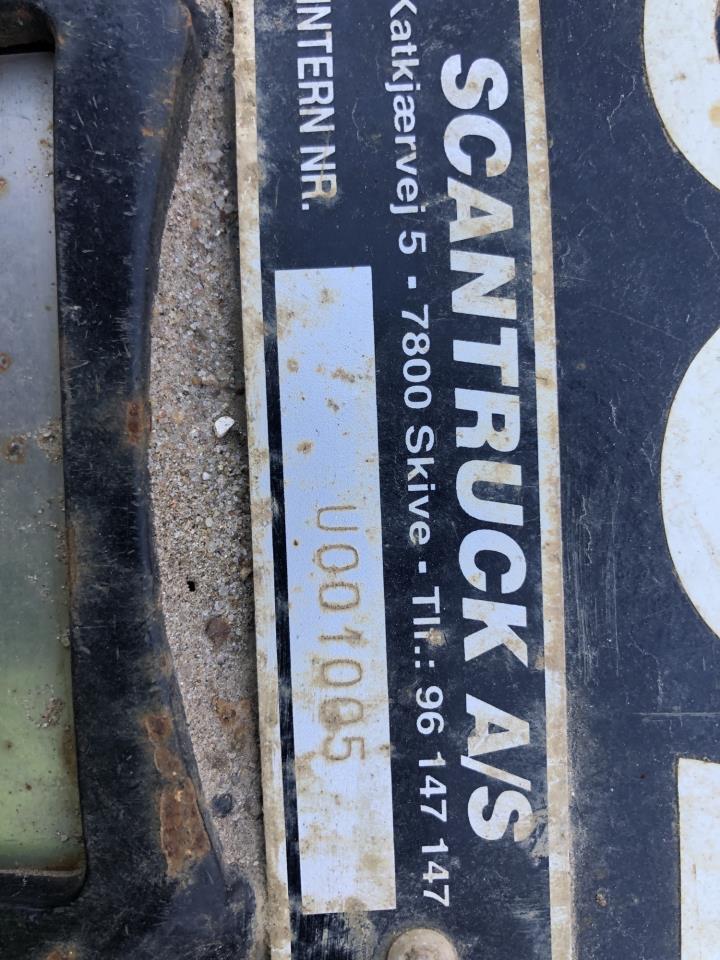 SCANTRUCK A/S
Katkjærvej 5 - 7800 Skive - Tlf.: 96 147 147
INTERN NR. U001005